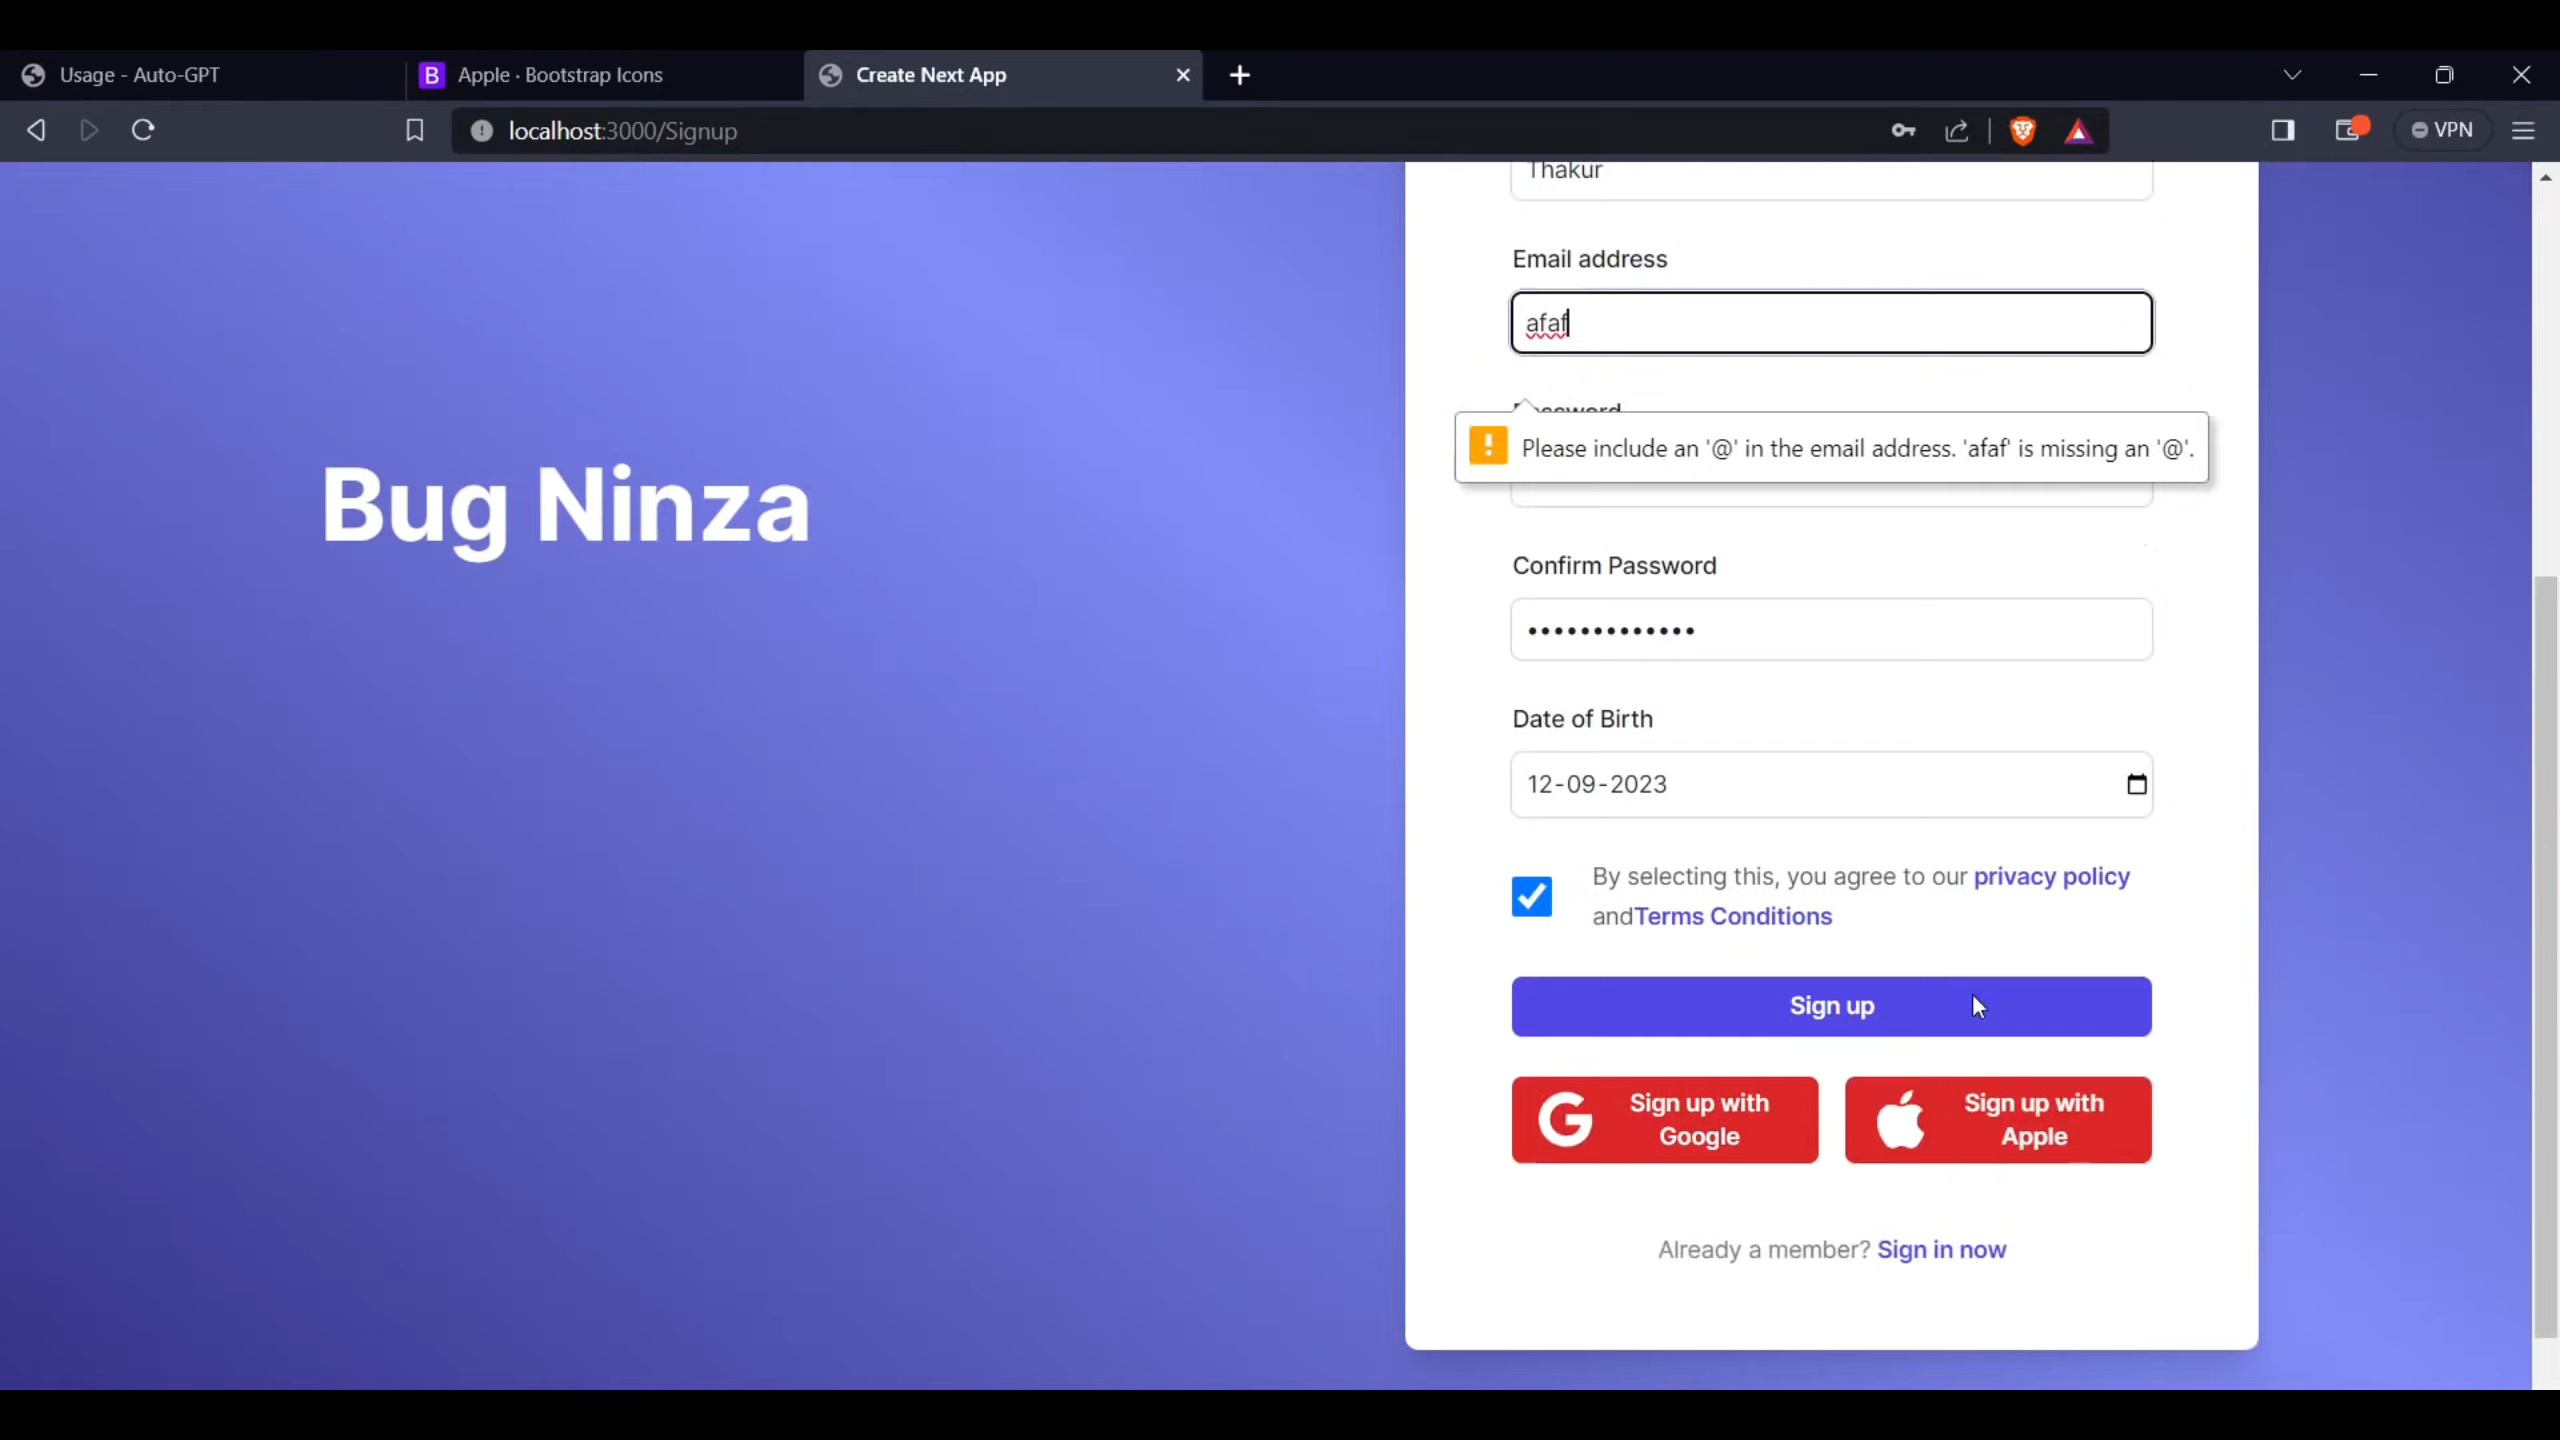 Usage - Auto-GPT
B Apple · Bootstrap Icons
Create Next App
localhost:3000/Signup
VPN
Thakur
Email address
afaf
Password
Please include an '@' in the email address. 'afaf' is missing an '@'.
Bug Ninza
Confirm Password
Date of Birth
12-09-2023
By selecting this, you agree to our privacy policy
andTerms Conditions
Sign up
Sign up with
Google
Sign up with
Apple
Already a member? Sign in now